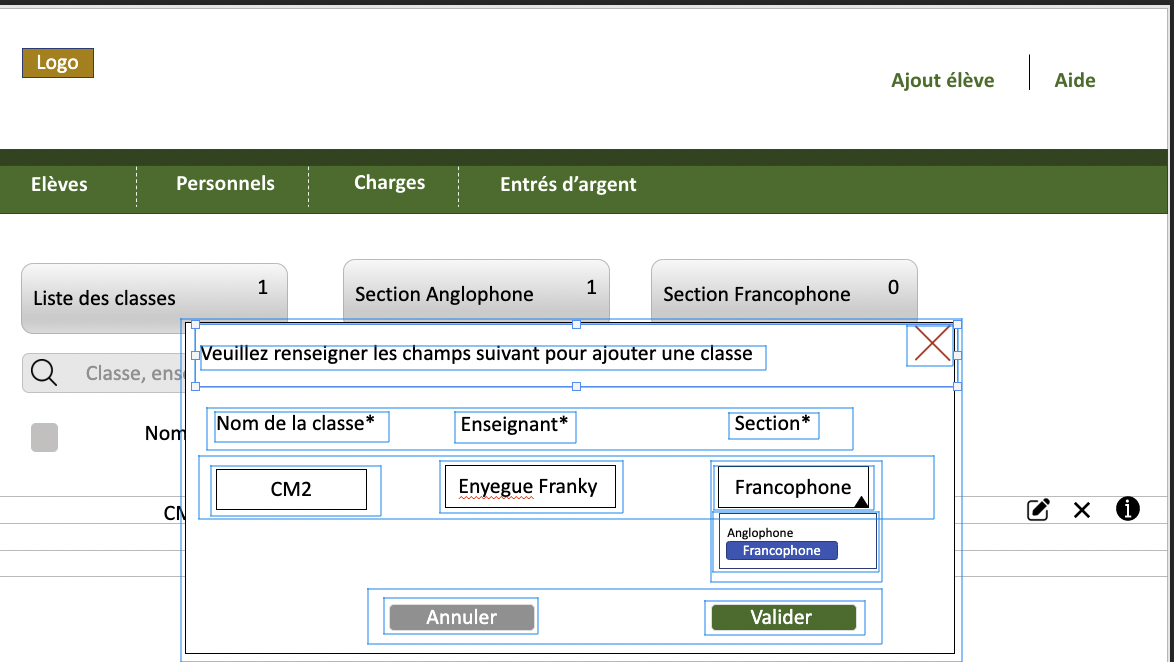 Logo
Ajout élève
Aide
Elèves
Personnels
Charges
Entrés d’argent
Liste des classes
1
Section Anglophone
1
Section Francophone
0
Veuillez renseigner les champs suivant pour ajouter une classe
Classe, ens
Nom
Nom de la classe*
Enseignant*
Section*
CM2
Enyegue Franky
Francophone
Anglophone
Francophone
Annuler
Valider